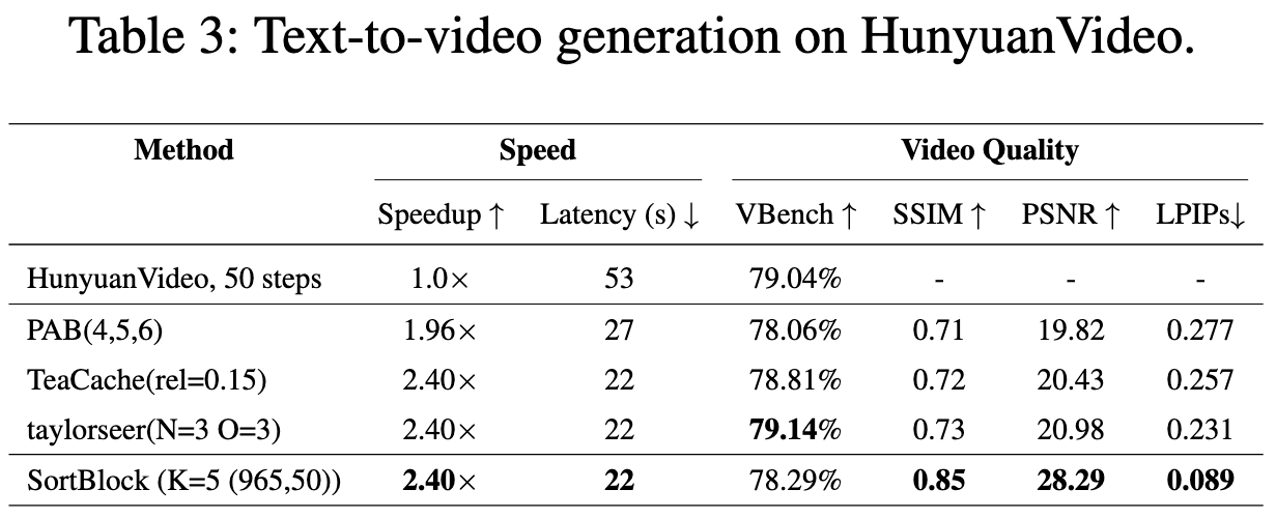 Table 3: Text-to-video generation on HunyuanVideo.
Method Speed Video Quality
Speedup ↑ Latency (s) ↓ VBench ↑ SSIM ↑ PSNR ↑ LPIPs↓
HunyuanVideo, 50 steps 1.0× 53 79.04% - - -
PAB(4,5,6) 1.96× 27 78.06% 0.71 19.82 0.277
TeaCache(rel=0.15) 2.40× 22 78.81% 0.72 20.43 0.257
taylorseer(N=3 O=3) 2.40× 22 79.14% 0.73 20.98 0.231
SortBlock (K=5 (965,50)) 2.40× 22 78.29% 0.85 28.29 0.089